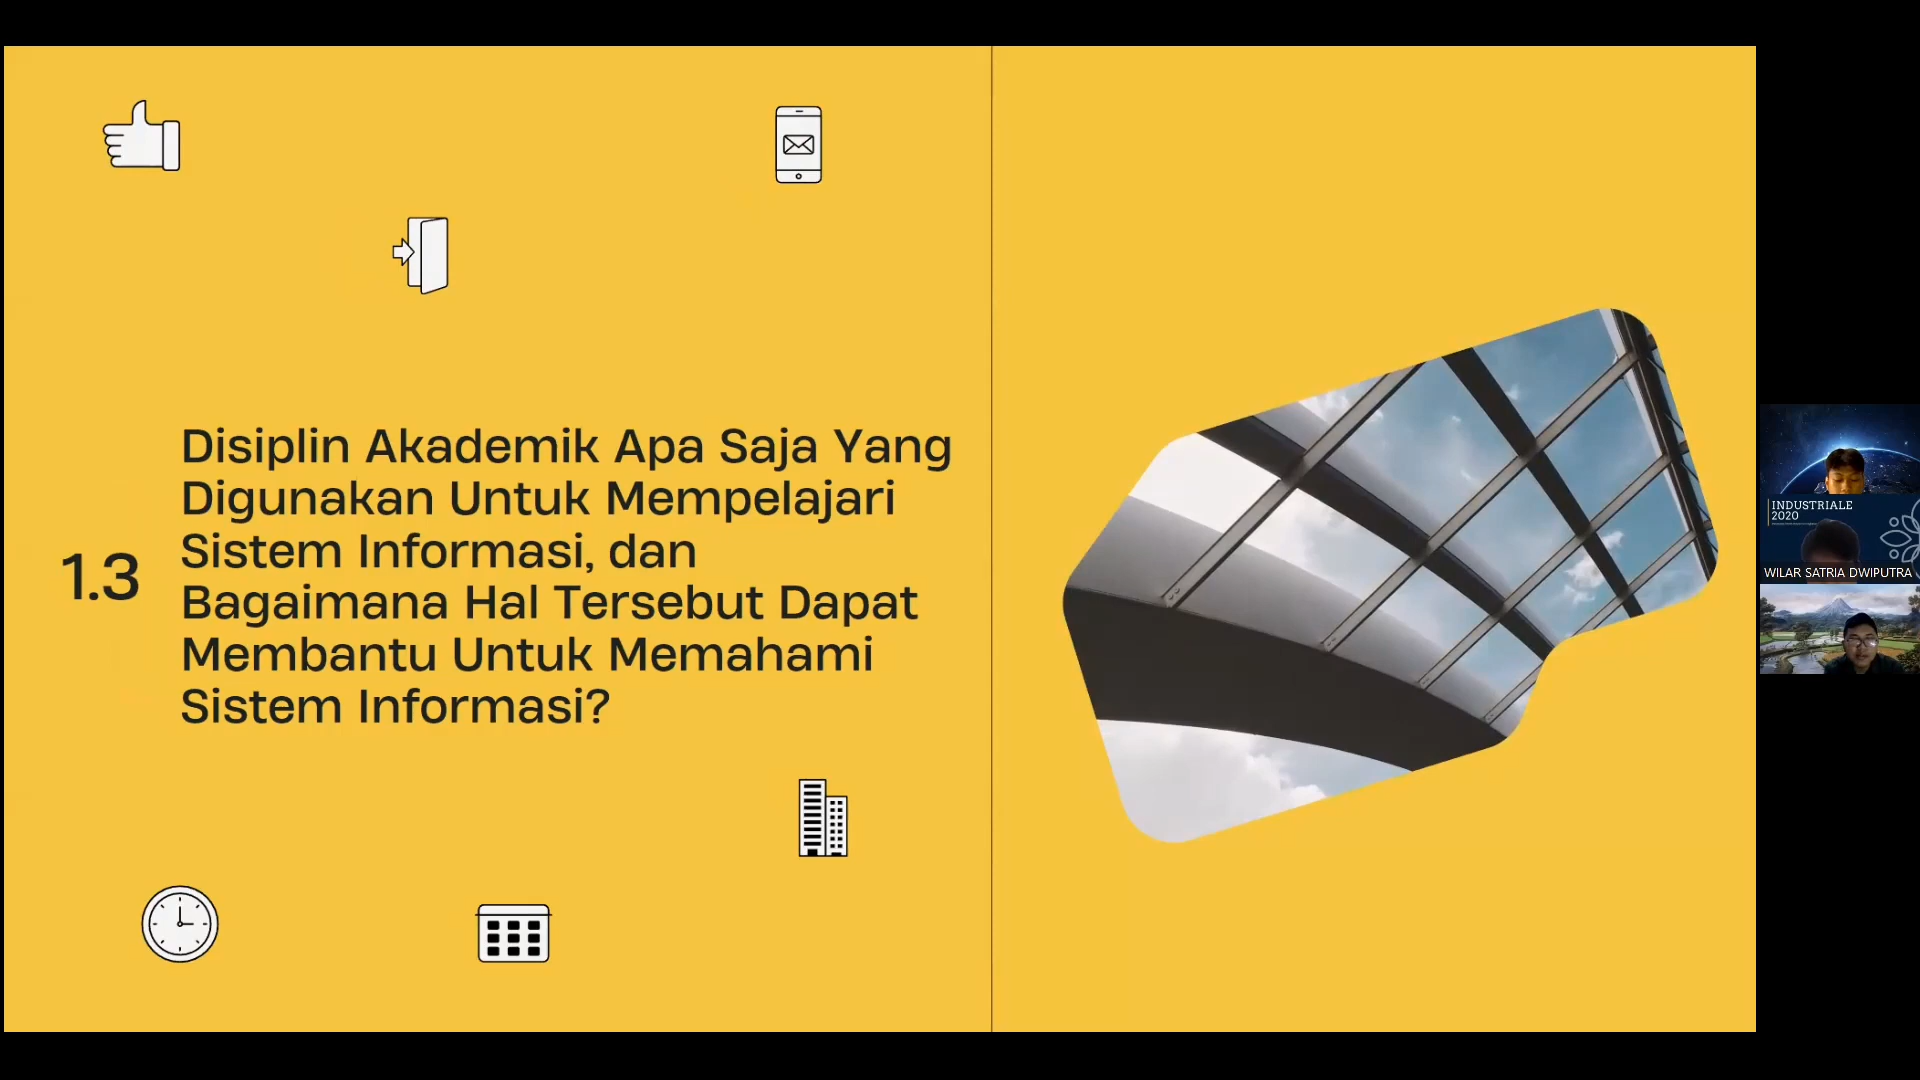 1.3
Disiplin Akademik Apa Saja Yang
Digunakan Untuk Mempelajari
Sistem Informasi, dan
Bagaimana Hal Tersebut Dapat
Membantu Untuk Memahami
Sistem Informasi?
INDUSTRIALE
2020
WILAR SATRIA DWIPUTRA